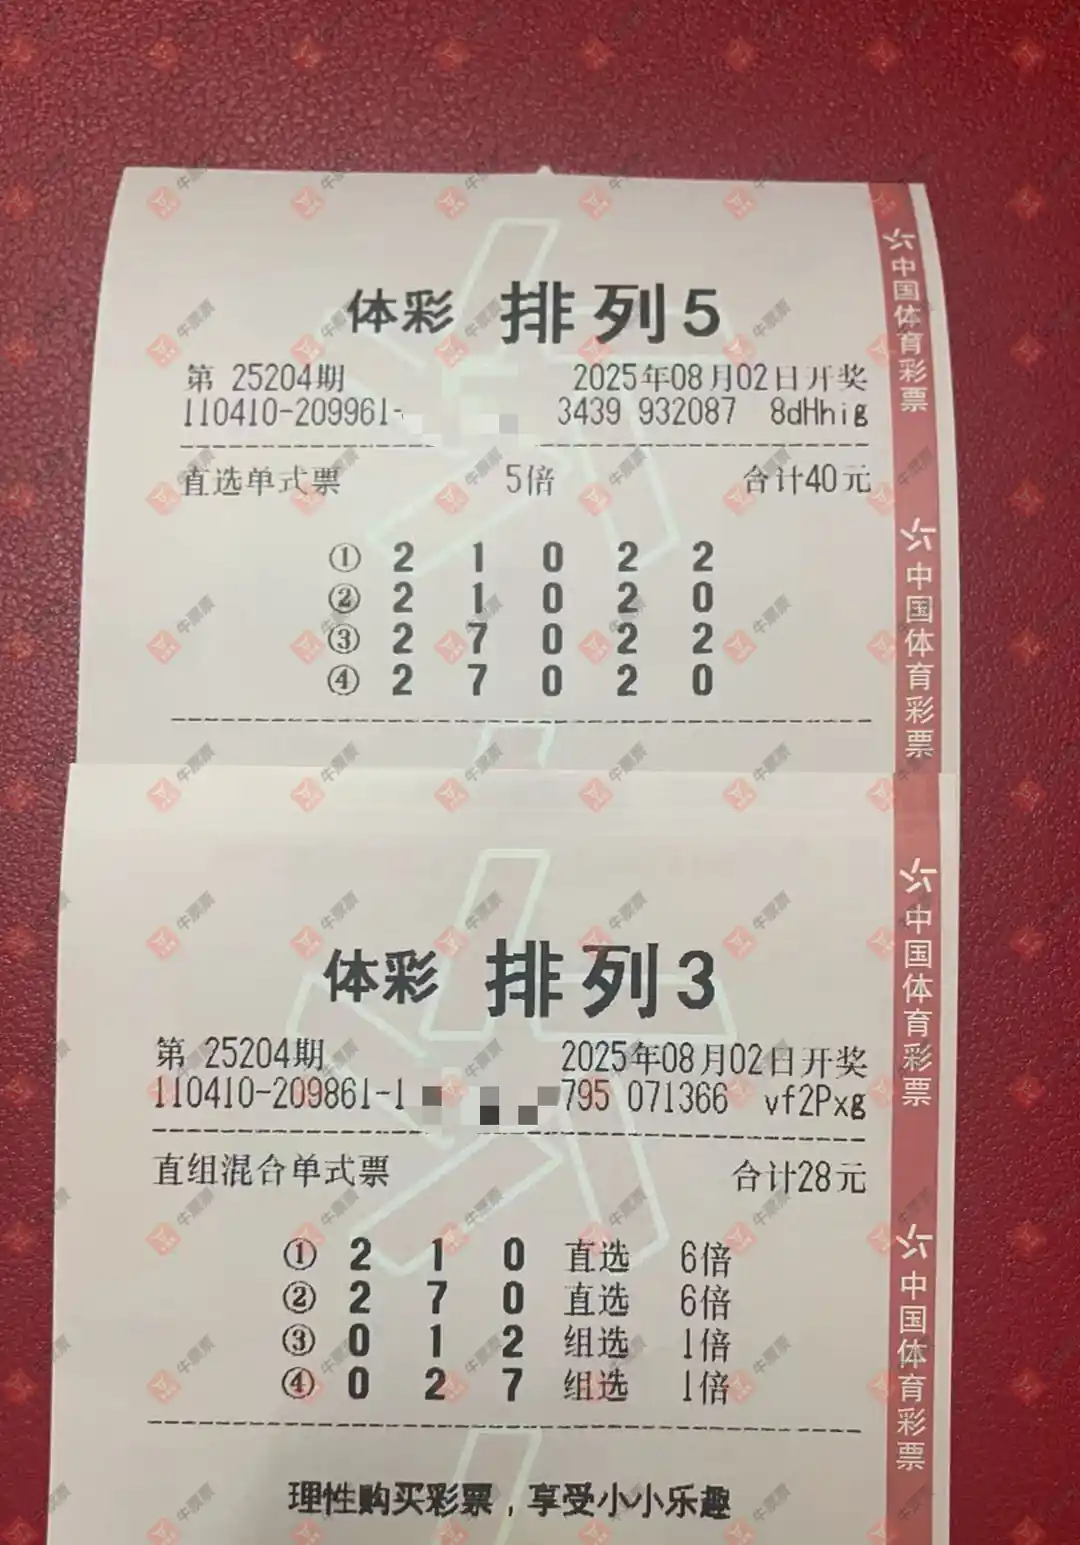 体彩 排列5
第 25204期 2025年08月02日开奖
110410-209961- 3439 932087 8dHhig
直选单式票 5倍 合计40元
① 2 1 0 2 2
② 2 1 0 2 0
③ 2 7 0 2 2
④ 2 7 0 2 0
中国体育彩票
中国体育彩票
体彩 排列3
第 25204期 2025年08月02日开奖
110410-209861-1 795 071366 vf2Pxg
直组混合单式票 合计28元
① 2 1 0 直选 6倍
② 2 7 0 直选 6倍
③ 0 1 2 组选 1倍
④ 0 2 7 组选 1倍
理性购买彩票，享受小小乐趣
中国体育彩票
中国体育彩票
牛票票